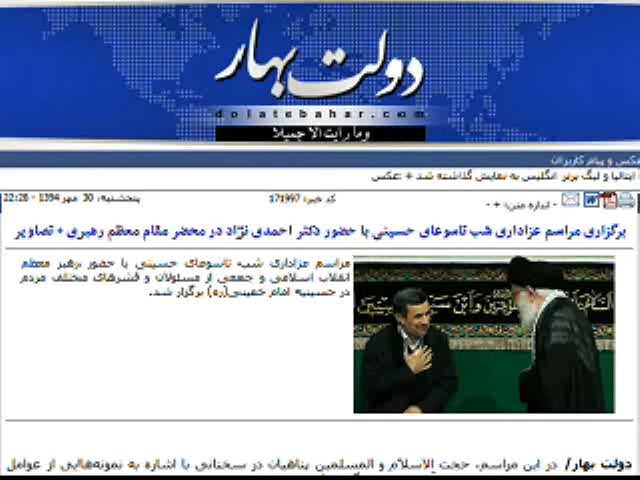 دولت بهار
dolatebahar.com
و ما رایت الا جمیلا
عکس و پیام کاربران
ایتالیا و لیگ برتر انگلیس به نمایش گذاشته شد + عکس
پنجشنبه، 30 مهر 1394 - 22:28
کد خبر: 171997
- اندازه متن: + -
برگزاری مراسم عزاداری شب تاسوعای حسینی با حضور دکتر احمدی نژاد در محضر مقام معظم رهبری + تصاویر
مراسم عزاداری شب تاسوعای حسینی با حضور رهبر معظم
انقلاب اسلامی و جمعی از مسئولان و قشرهای مختلف مردم
در حسینیه امام خمینی(ره) برگزار شد.
دولت بهار/ در این مراسم، حجت الاسلام و المسلمین پناهیان در سخنانی با اشاره به نمونه‌هایی از عوامل